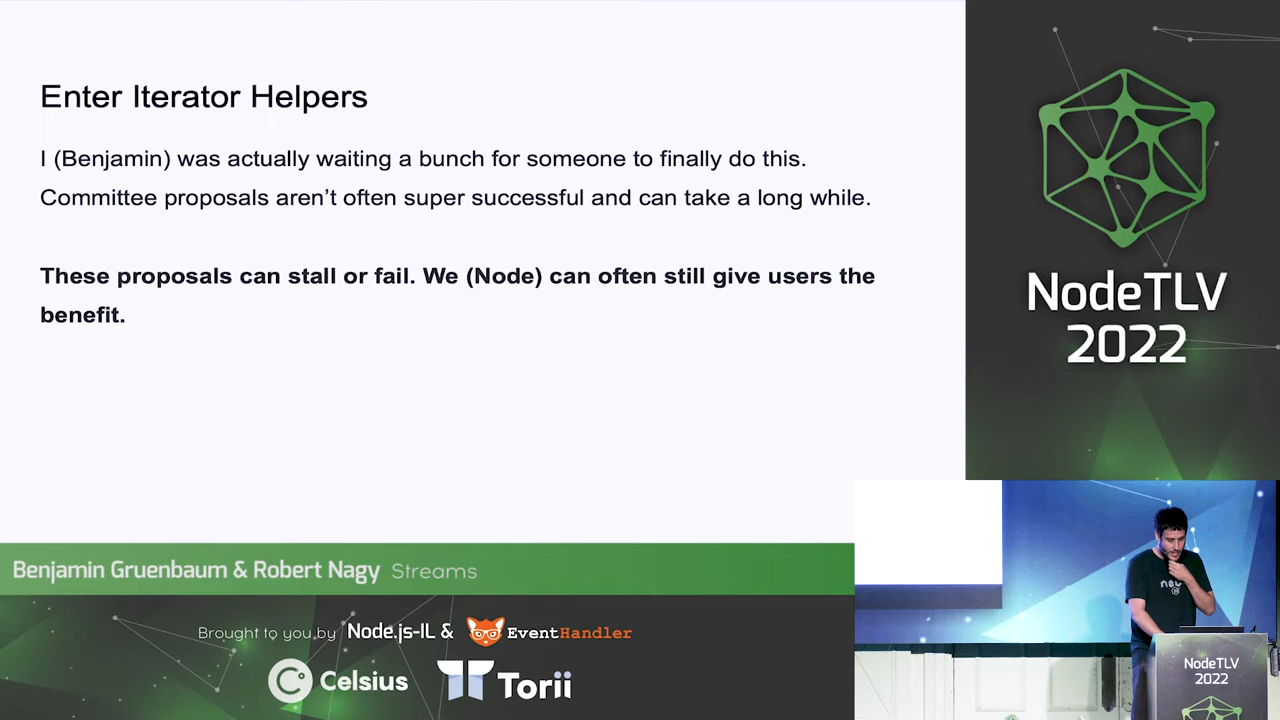 Enter Iterator Helpers
I (Benjamin) was actually waiting a bunch for someone to finally do this.
Committee proposals aren’t often super successful and can take a long while.
These proposals can stall or fail. We (Node) can often still give users the
benefit.
NodeTLV
2022
Benjamin Gruenbaum & Robert Nagy Streams
Brought to you by Node.js-IL & EventHandler
Celsius Torii
NodeTLV
2022